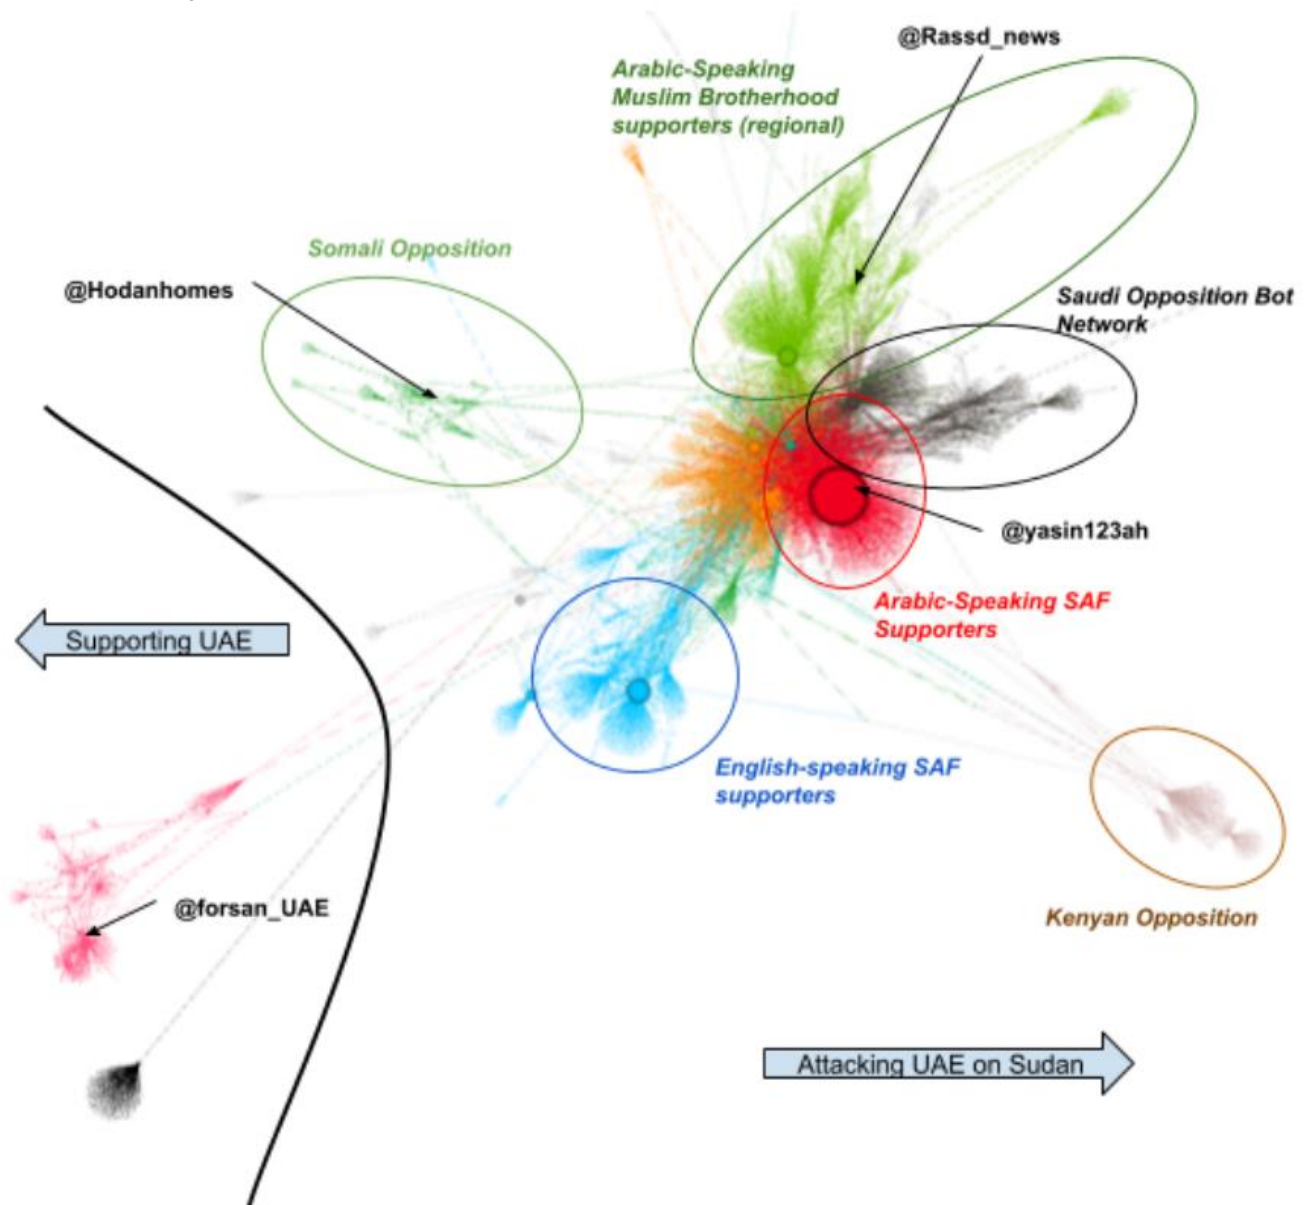 @Rassd_news
Arabic-Speaking
Muslim Brotherhood
supporters (regional)
Somali Opposition
@Hodanhomes
Saudi Opposition Bot
Network
@yasin123ah
Arabic-Speaking SAF
Supporters
Supporting UAE
English-speaking SAF
supporters
@forsan_UAE
Kenyan Opposition
Attacking UAE on Sudan